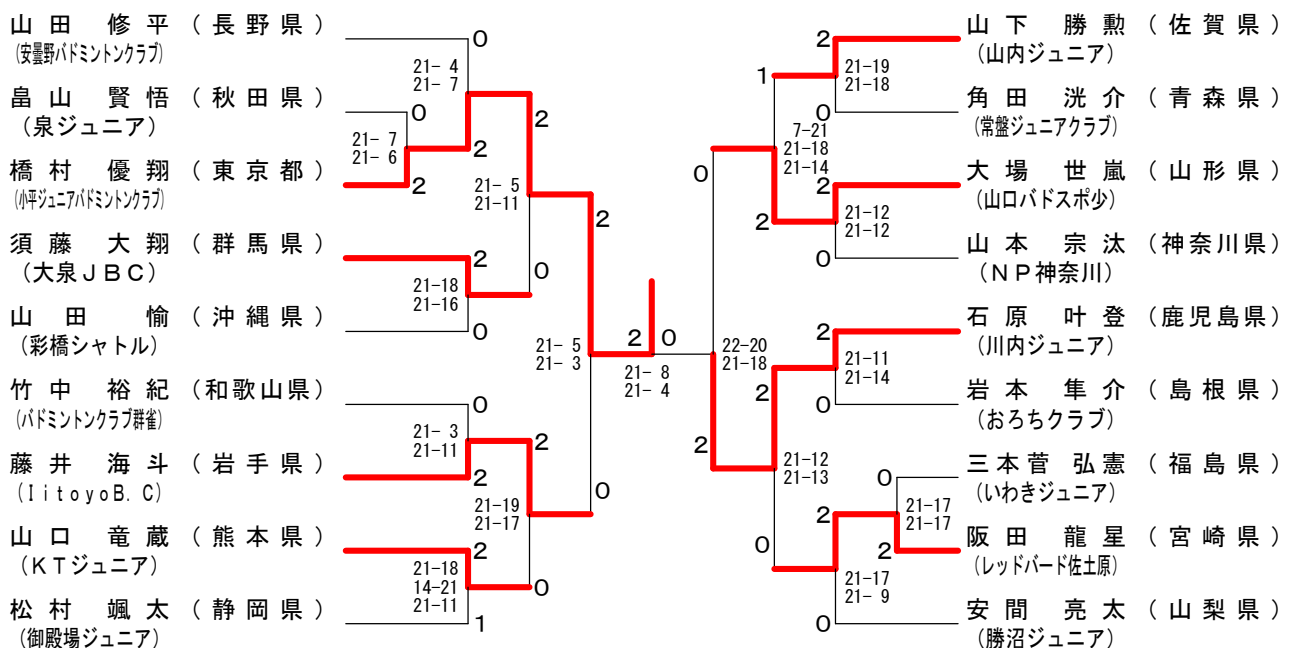 山田 修平 (長野県)
(安曇野バドミントンクラブ)
0
21- 4
21- 7
畠山 賢悟 (秋田県)
(泉ジュニア)
0
2
21- 7
21- 6
2
橋村 優翔 (東京都)
(小平ジュニアバドミントンクラブ)
2
21- 5
21-11
2
須藤 大翔 (群馬県)
(大泉JBC)
2
0
21-18
21-16
山田 愉 (沖縄県)
(彩橋シャトル)
0
21- 5
21- 3
2
0
21- 8
21- 4
竹中 裕紀 (和歌山県)
(バドミントンクラブ群雀)
0
21- 3
21-11
2
藤井 海斗 (岩手県)
(IitoyoB.C)
2
0
21-19
21-17
山口 竜蔵 (熊本県)
(KTジュニア)
2
21-18
14-21
21-11
0
松村 颯太 (静岡県)
(御殿場ジュニア)
1
山下 勝勲 (佐賀県)
(山内ジュニア)
2
1
21-19
21-18
角田 洸介 (青森県)
(常盤ジュニアクラブ)
0
7-21
21-18
21-14
0
大場 世嵐 (山形県)
(山口バドスポ少)
2
2
21-12
21-12
山本 宗汰 (神奈川県)
(NP神奈川)
0
石原 叶登 (鹿児島県)
(川内ジュニア)
2
22-20
21-18
21-11
21-14
2
岩本 隼介 (島根県)
(おろちクラブ)
0
2
21-12
21-13
三本菅 弘憲 (福島県)
(いわきジュニア)
0
21-17
21-17
2
0
阪田 龍星 (宮崎県)
(レッドバード佐土原)
2
21-17
21- 9
安間 亮太 (山梨県)
(勝沼ジュニア)
0